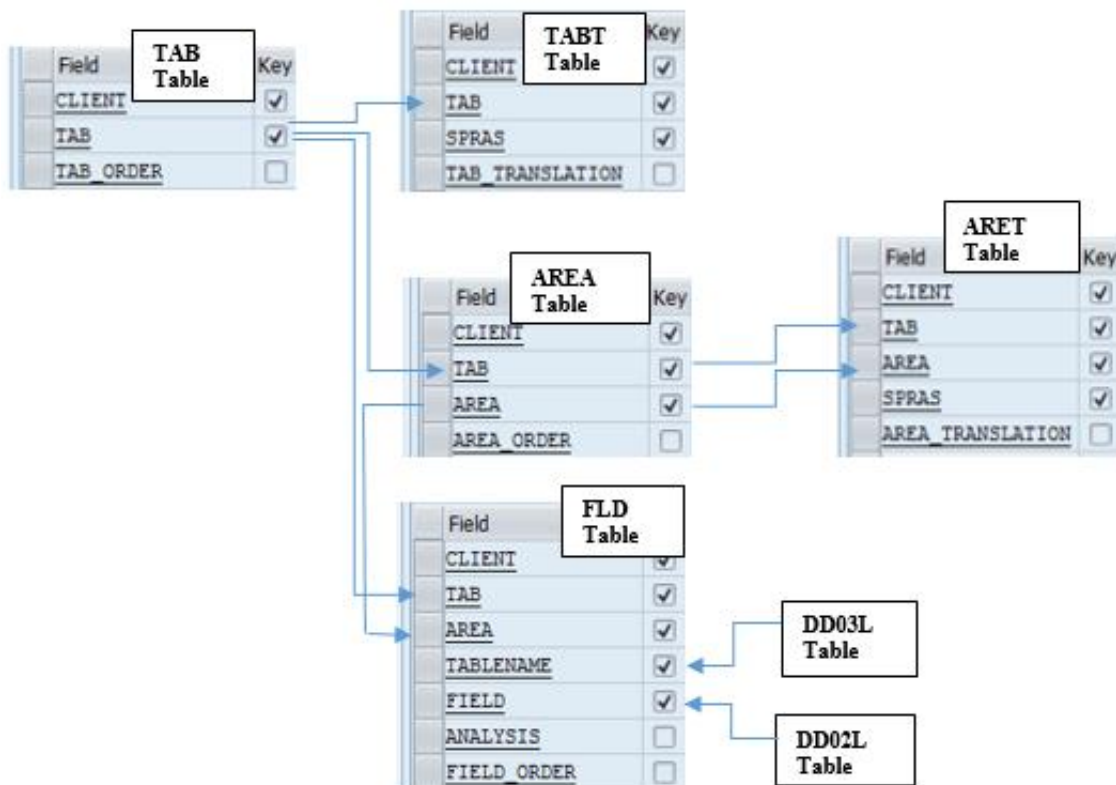 TAB
Table
Field Key
CLIENT
TAB
TAB_ORDER
TABT
Table
Field Key
CLIENT
TAB
SPRAS
TAB_TRANSLATION
AREA
Table
Field Key
CLIENT
TAB
AREA
AREA_ORDER
ARET
Table
Field Key
CLIENT
TAB
AREA
SPRAS
AREA_TRANSLATION
FLD
Table
Field
CLIENT
TAB
AREA
TABLENAME
FIELD
ANALYSIS
FIELD_ORDER
DD03L
Table
DD02L
Table